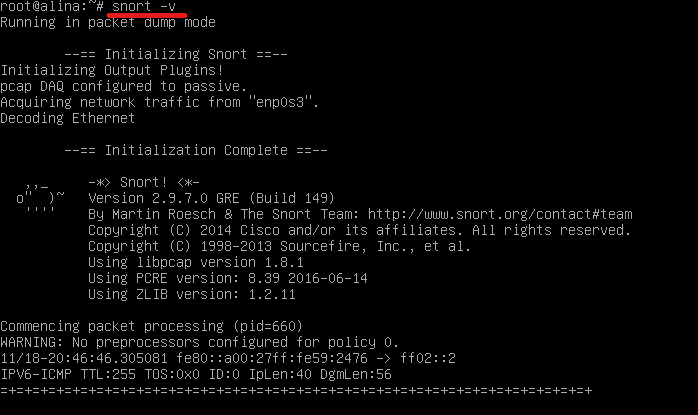 root@alina:~# snort -v
Running in packet dump mode
--== Initializing Snort ==--
Initializing Output Plugins!
pcap DAQ configured to passive.
Acquiring network traffic from "enp0s3".
Decoding Ethernet
--== Initialization Complete ==--
,,_     -*> Snort! <*-
o"  )~   Version 2.9.7.0 GRE (Build 149)
''''    By Martin Roesch & The Snort Team: http://www.snort.org/contact#team
Copyright (C) 2014 Cisco and/or its affiliates. All rights reserved.
Copyright (C) 1998-2013 Sourcefire, Inc., et al.
Using libpcap version 1.8.1
Using PCRE version: 8.39 2016-06-14
Using ZLIB version: 1.2.11
Commencing packet processing (pid=660)
WARNING: No preprocessors configured for policy 0.
11/18-20:46:46.305081 fe80::a00:27ff:fe59:2476 -> ff02::2
IPV6-ICMP TTL:255 TOS:0x0 ID:0 IpLen:40 DgmLen:56
=+=+=+=+=+=+=+=+=+=+=+=+=+=+=+=+=+=+=+=+=+=+=+=+=+=+=+=+=+=+=+=+=+=+=+=+=+